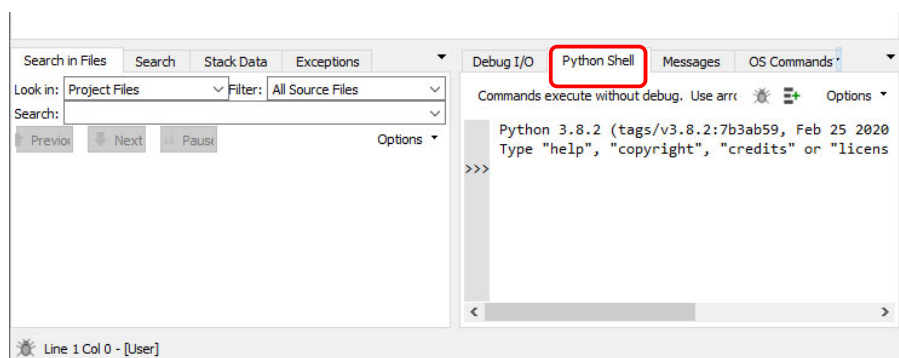 Search in Files Search Stack Data Exceptions
Look in: Project Files Filter: All Source Files
Search:
Previou Next Pause Options
Debug I/O Python Shell Messages OS Commands
Commands execute without debug. Use arrc Options
Python 3.8.2 (tags/v3.8.2:7b3ab59, Feb 25 2020
Type "help", "copyright", "credits" or "licens
>>>
Line 1 Col 0 - [User]